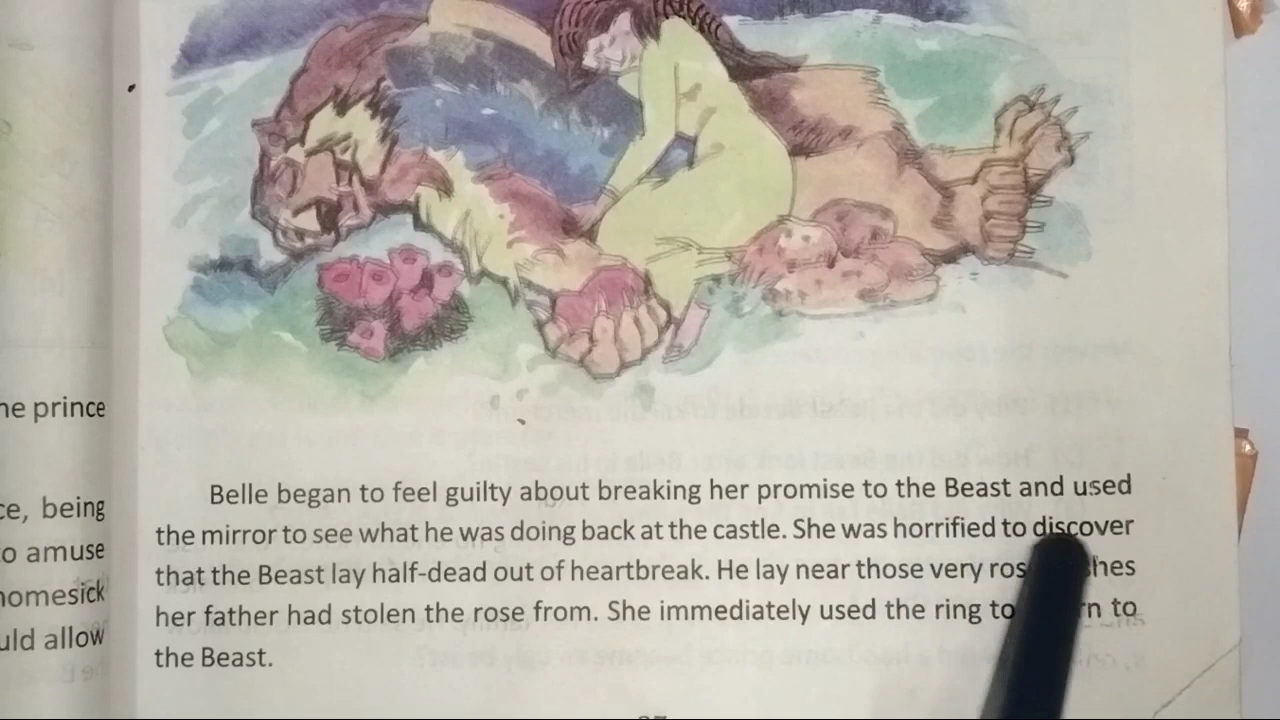 he prince
ce, being
o amuse
homesick
uld allow
Belle began to feel guilty about breaking her promise to the Beast and used
the mirror to see what he was doing back at the castle. She was horrified to discover
that the Beast lay half-dead out of heartbreak. He lay near those very ros hes
her father had stolen the rose from. She immediately used the ring to rn to
the Beast.